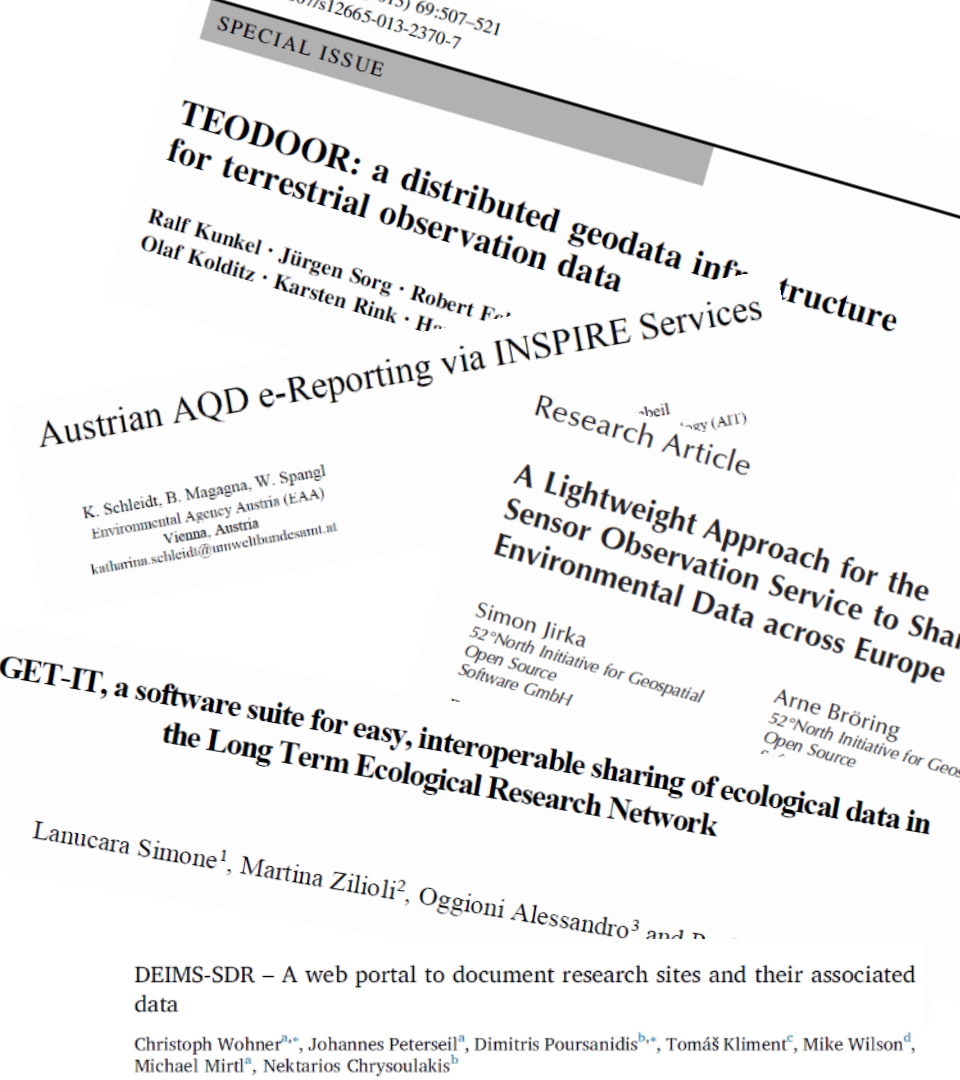 69:507–521
s12665-013-2370-7
SPECIAL ISSUE
TEODOOR: a distributed geodata
for terrestrial observation data
Ralf Kunkel · Jürgen Sorg · Robert
Olaf Kolditz · Karsten Rink ·
Austrian AQD e-Reporting via INSPIRE Services
(AIT)
K. Schleidt, B. Magagna, W. Spangl
Environmental Agency Austria (EAA)
Vienna, Austria
katharina.schleidt@umweltbundesamt.at
Research Article
A Lightweight Approach for the
Sensor Observation Service to
Environmental Data across Europe
Simon Jirka
52°North Initiative for Geospatial
Open Source
Software GmbH
Arne Bröring
52°North Initiative for
Open Source
GET-IT, a software suite for easy, interoperable sharing of ecological data in
the Long Term Ecological Research Network
Lanucara Simone1, Martina Zilioli2, Oggioni Alessandro3 and
DEIMS-SDR – A web portal to document research sites and their associated
data
Christoph Wohnera,*, Johannes Peterseila, Dimitris Poursanidisb,*, Tomáš Klimentc, Mike Wilsond,
Michael Mirtla, Nektarios Chrysoulakisb